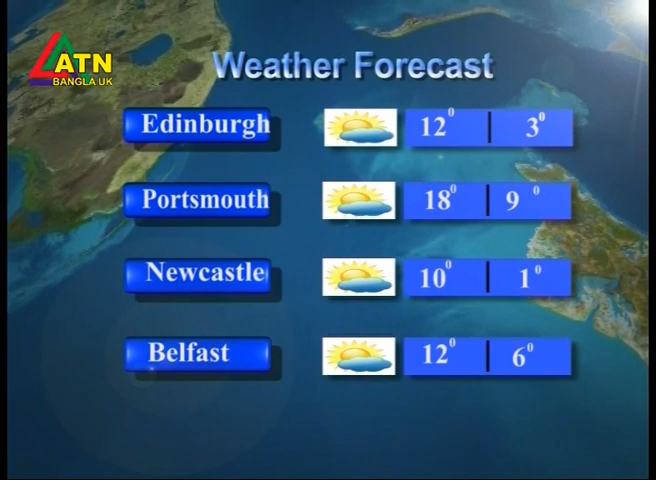 ATN
BANGLA UK
Weather Forecast
Edinburgh 12⁰ | 3⁰
Portsmouth 18⁰ | 9⁰
Newcastle 10⁰ | 1⁰
Belfast 12⁰ | 6⁰